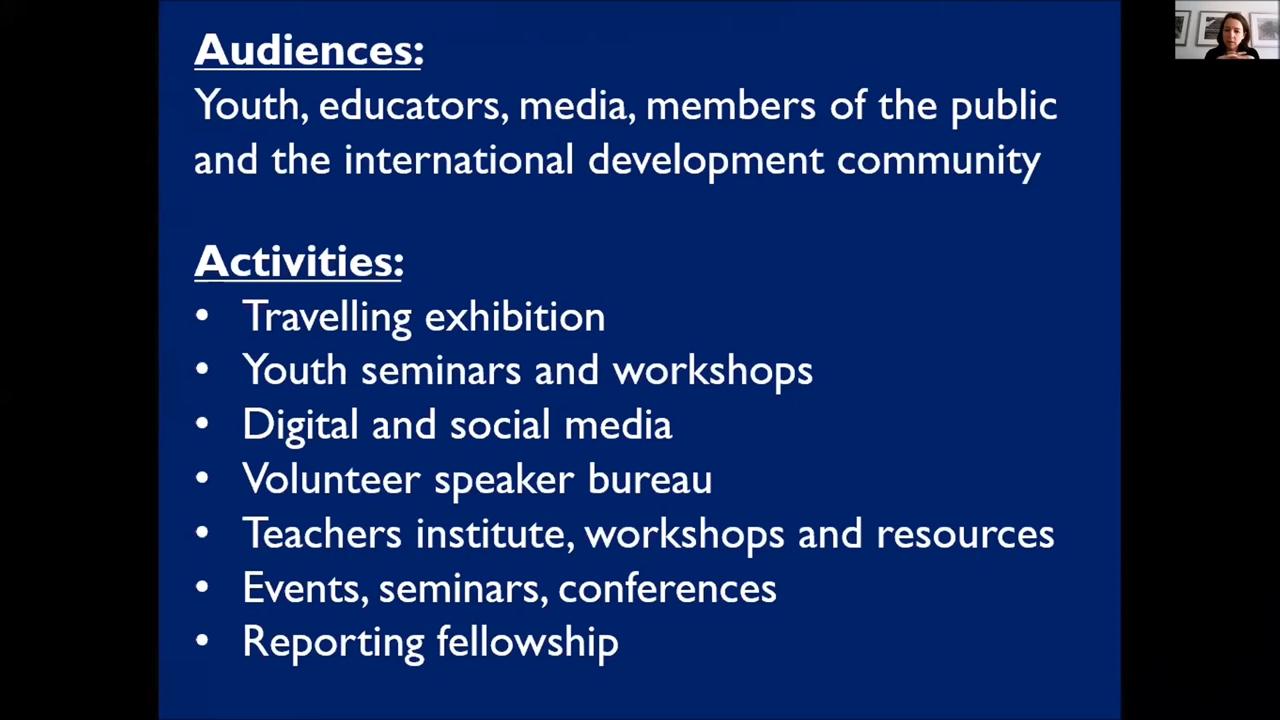 Audiences:
Youth, educators, media, members of the public
and the international development community
Activities:
• Travelling exhibition
• Youth seminars and workshops
• Digital and social media
• Volunteer speaker bureau
• Teachers institute, workshops and resources
• Events, seminars, conferences
• Reporting fellowship